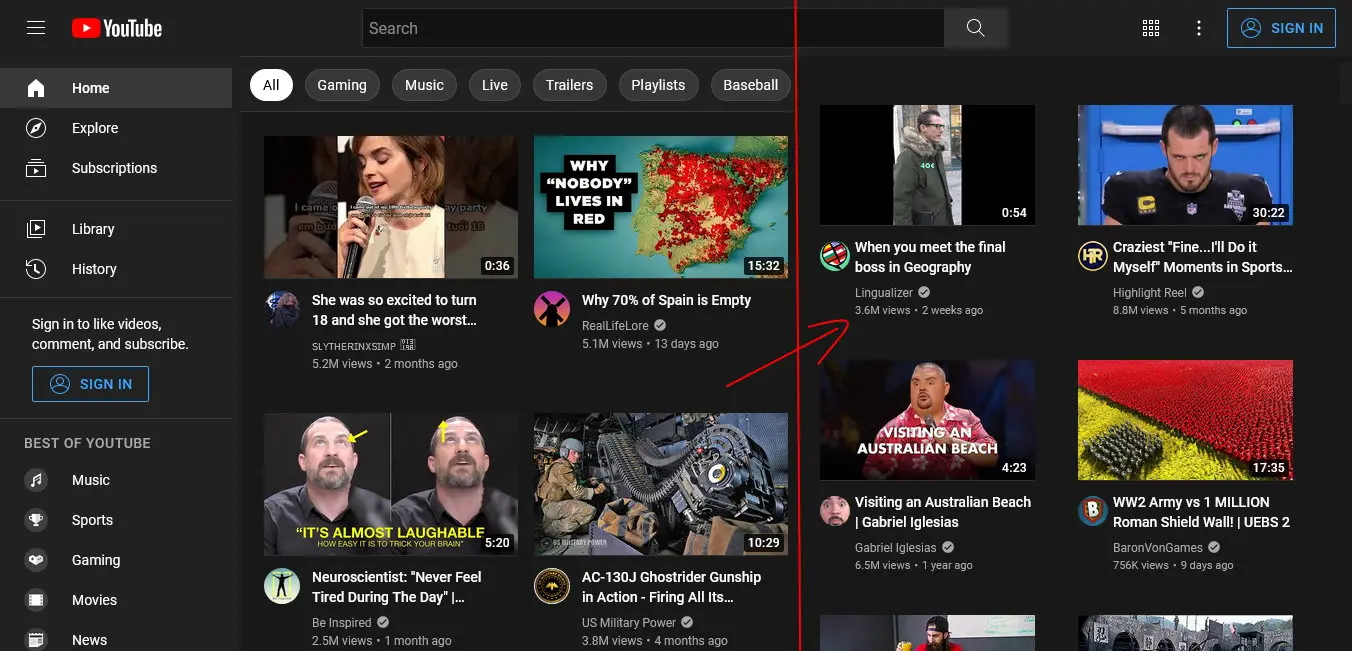 YouTube
Search
SIGN IN
Home
Explore
Subscriptions
Library
History
Sign in to like videos,
comment, and subscribe.
SIGN IN
BEST OF YOUTUBE
Music
Sports
Gaming
Movies
News
All
Gaming
Music
Live
Trailers
Playlists
Baseball
0:36
She was so excited to turn
18 and she got the worst...
SLYTHERINXSIMP
5.2M views • 2 months ago
WHY
“NOBODY”
LIVES IN
RED
15:32
Why 70% of Spain is Empty
RealLifeLore
5.1M views • 13 days ago
40€
0:54
When you meet the final
boss in Geography
Lingualizer
3.6M views • 2 weeks ago
C
NFL
30:22
HR
Craziest "Fine...I'll Do it
Myself" Moments in Sports...
Highlight Reel
8.8M views • 5 months ago
“IT’S ALMOST LAUGHABLE
HOW EASY IT IS TO TRICK YOUR BRAIN”
5:20
Neuroscientist: "Never Feel
Tired During The Day" |...
Be Inspired
2.5M views • 1 month ago
US MILITARY POWER
10:29
AC-130J Ghostrider Gunship
in Action - Firing All Its...
US Military Power
3.8M views • 4 months ago
VISITING AN
AUSTRALIAN BEACH
4:23
Visiting an Australian Beach
| Gabriel Iglesias
Gabriel Iglesias
6.5M views • 1 year ago
17:35
B
WW2 Army vs 1 MILLION
Roman Shield Wall! | UEBS 2
BaronVonGames
756K views • 9 days ago